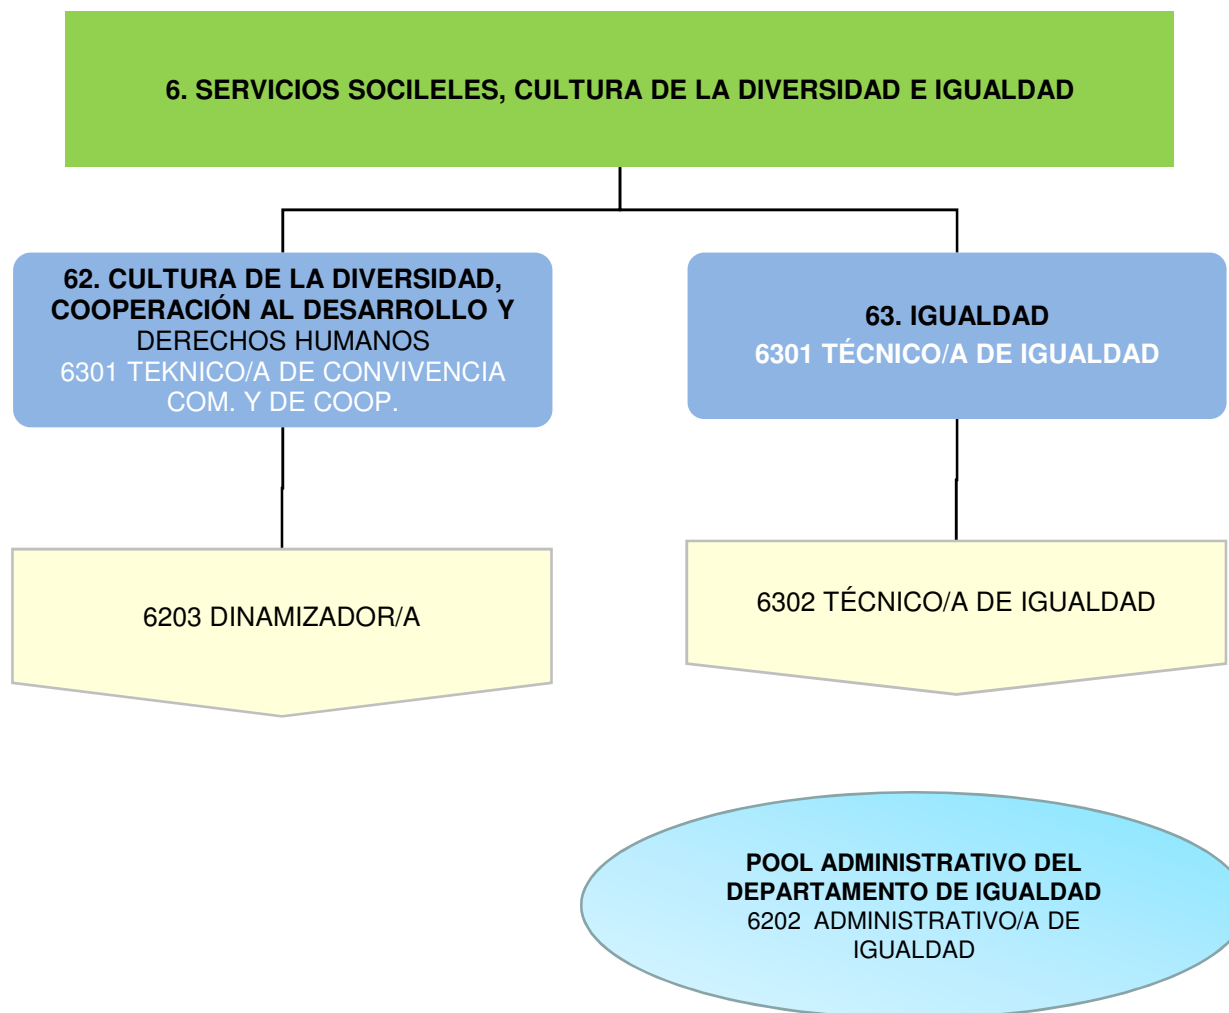 6. SERVICIOS SOCILELES, CULTURA DE LA DIVERSIDAD E IGUALDAD
62. CULTURA DE LA DIVERSIDAD,
COOPERACIÓN AL DESARROLLO Y
DERECHOS HUMANOS
6301 TEKNICO/A DE CONVIVENCIA
COM. Y DE COOP.
63. IGUALDAD
6301 TÉCNICO/A DE IGUALDAD
6203 DINAMIZADOR/A
6302 TÉCNICO/A DE IGUALDAD
POOL ADMINISTRATIVO DEL
DEPARTAMENTO DE IGUALDAD
6202 ADMINISTRATIVO/A DE
IGUALDAD